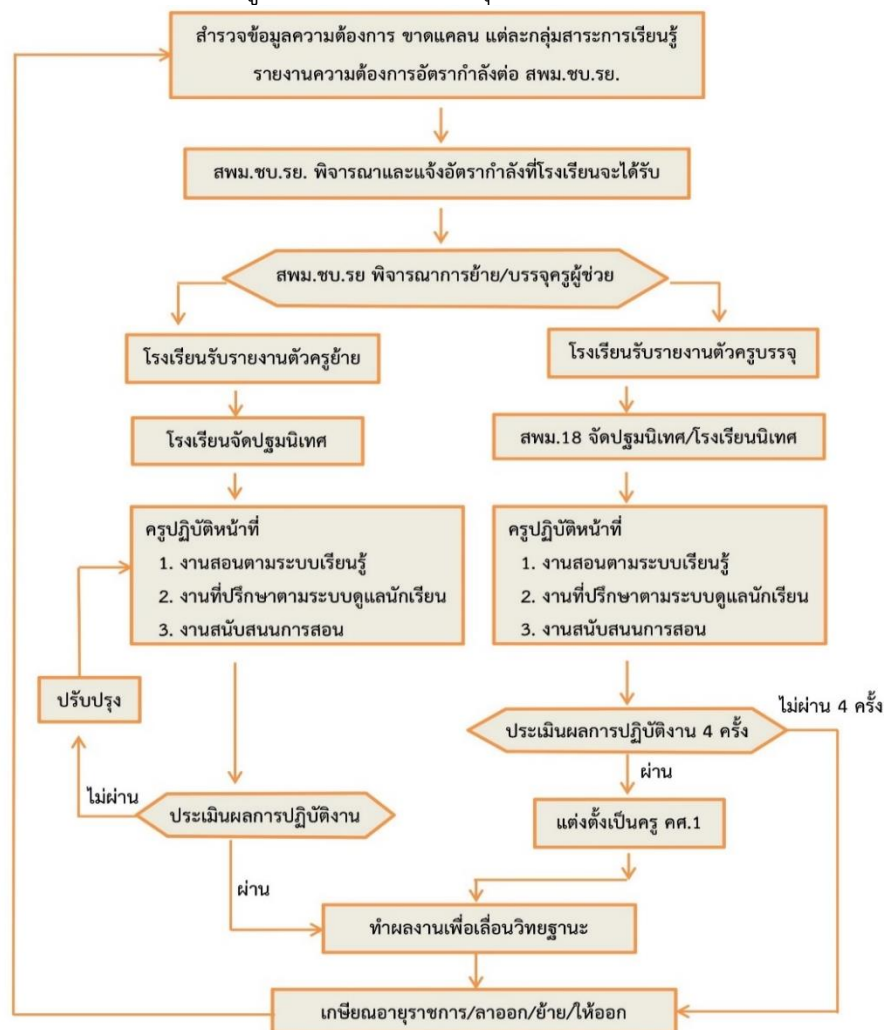 สำรวจข้อมูลความต้องการ ขาดแคลน แต่ละกลุ่มสาระการเรียนรู้
รายงานความต้องการอัตรากำลังต่อ สพม.ชบ.รย.
สพม.ชบ.รย. พิจารณาและแจ้งอัตรากำลังที่โรงเรียนจะได้รับ
สพม.ชบ.รย พิจารณาการย้าย/บรรจุครูผู้ช่วย
โรงเรียนรับรายงานตัวครูย้าย
โรงเรียนรับรายงานตัวครูบรรจุ
โรงเรียนจัดปฐมนิเทศ
สพม.18 จัดปฐมนิเทศ/โรงเรียนนิเทศ
ครูปฏิบัติหน้าที่
1. งานสอนตามระบบเรียนรู้
2. งานที่ปรึกษาตามระบบดูแลนักเรียน
3. งานสนับสนนการสอน
ครูปฏิบัติหน้าที่
1. งานสอนตามระบบเรียนรู้
2. งานที่ปรึกษาตามระบบดูแลนักเรียน
3. งานสนับสนนการสอน
ปรับปรุง
ไม่ผ่าน 4 ครั้ง
ประเมินผลการปฏิบัติงาน 4 ครั้ง
ผ่าน
ไม่ผ่าน
ประเมินผลการปฏิบัติงาน
แต่งตั้งเป็นครู คศ.1
ผ่าน
ทำผลงานเพื่อเลื่อนวิทยฐานะ
เกษียณอายุราชการ/ลาออก/ย้าย/ให้ออก